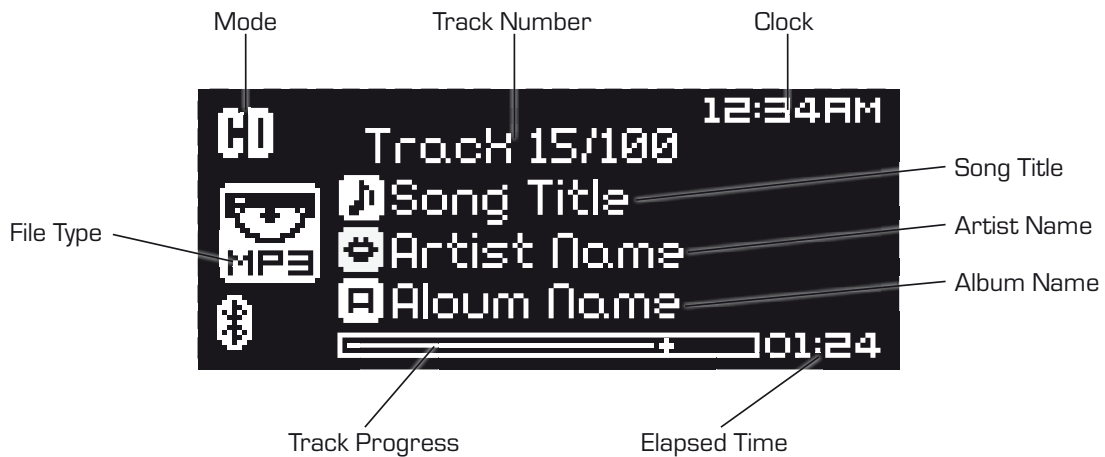 Mode
Track Number
Clock
CD
12:34AM
Track 15/100
Song Title
Song Title
Artist Name
Artist Name
File Type
MP3
Album Name
Album Name
01:24
Track Progress
Elapsed Time